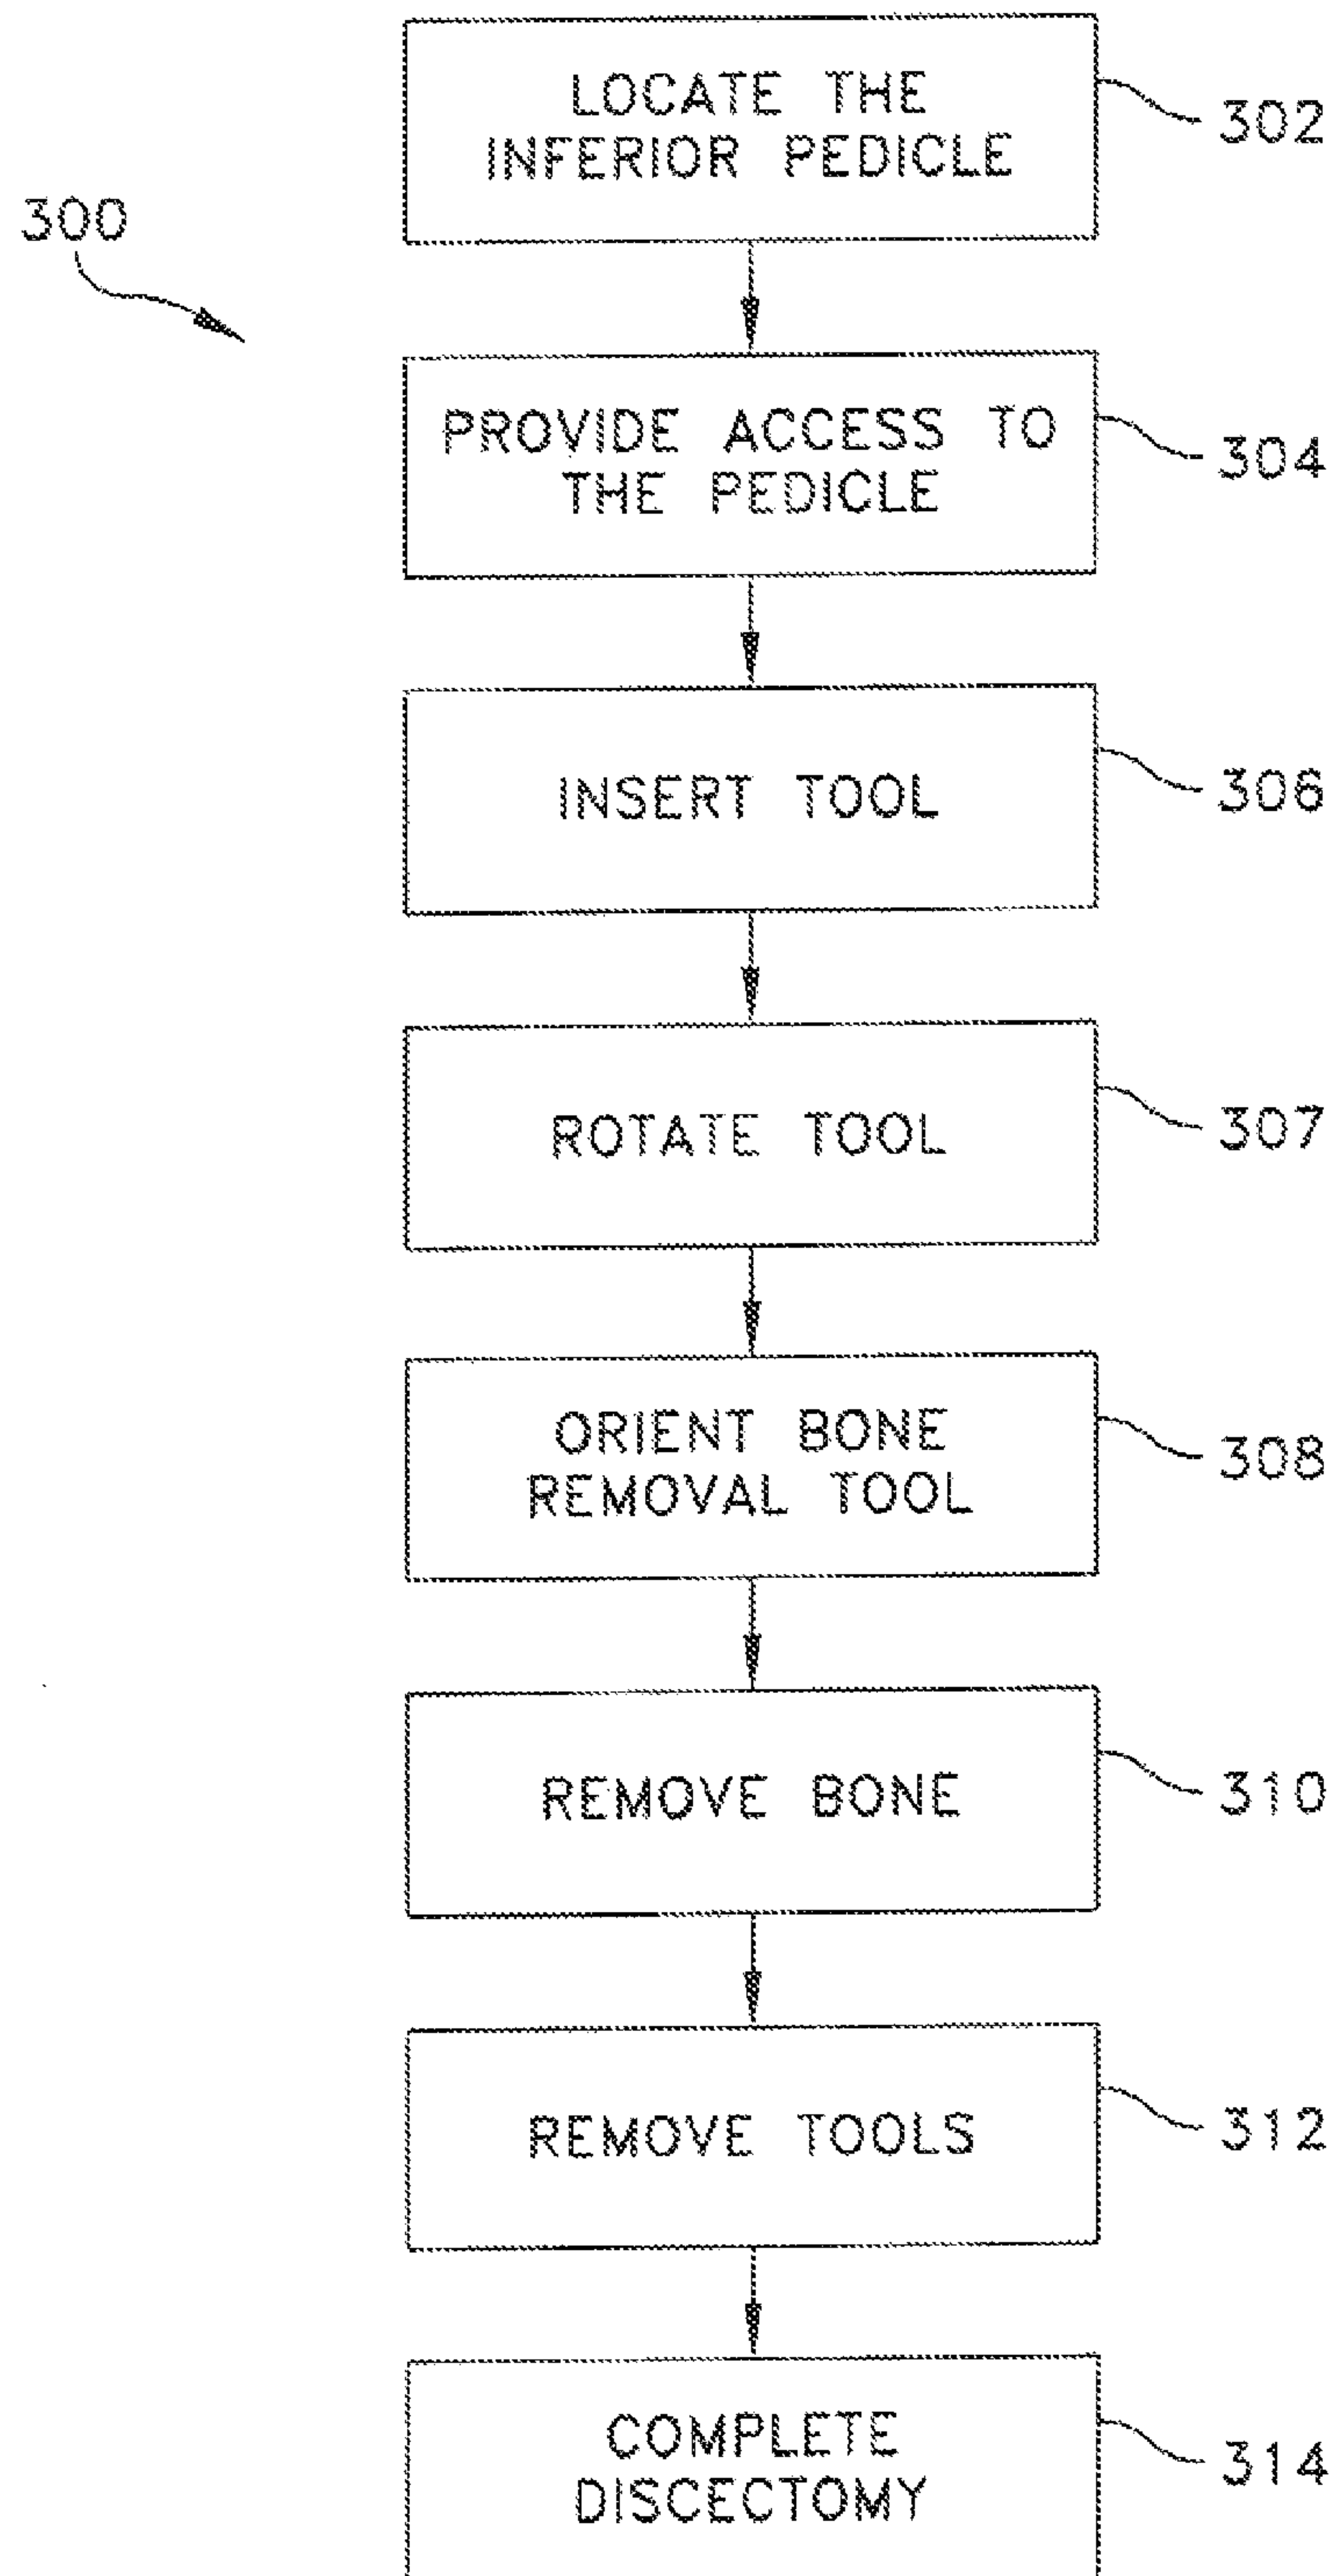 LOCATE THE
INFERIOR PEDICLE
302
300
PROVIDE ACCESS TO
THE PEDICLE
304
INSERT TOOL
306
ROTATE TOOL
307
ORIENT BONE
REMOVAL TOOL
308
REMOVE BONE
310
REMOVE TOOLS
312
COMPLETE
DISCECTOMY
314